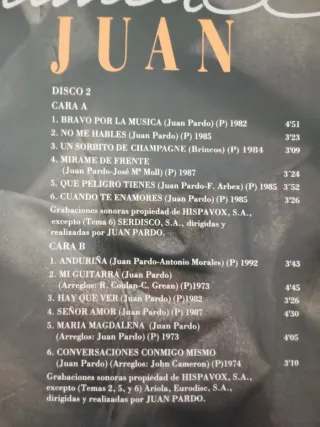 JUAN
DISCO 2
CARA A
1. BRAVO POR LA MUSICA (Juan Pardo) (P) 1982 4'51
2. NO ME HABLES (Juan Pardo) (P) 1985 3'23
3. UN SORBITO DE CHAMPAGNE (Brincos) (P) 1984 3'09
4. MIRAME DE FRENTE
(Juan Pardo-José Mª Moll) (P) 1987 3'24
5. QUE PELIGRO TIENES (Juan Pardo-F. Arbex) (P) 1985 3'52
6. CUANDO TE ENAMORES (Juan Pardo) (P) 1985 3'26
Grabaciones sonoras propiedad de HISPAVOX, S.A.,
excepto (Tema 6) SERDISCO, S.A., dirigidas y
realizadas por JUAN PARDO.
CARA B
1. ANDURIÑA (Juan Pardo-Antonio Morales) (P) 1992 3'43
2. MI GUITARRA (Juan Pardo)
(Arreglos: R. Goulan-C. Grean) (P)1973 4'45
3. HAY QUE VER (Juan Pardo) (P)1982 3'26
4. SEÑOR AMOR (Juan Pardo) (P) 1987 4'30
5. MARIA MAGDALENA (Juan Pardo)
(Arreglos: Juan Pardo) (P) 1973 4'05
6. CONVERSACIONES CONMIGO MISMO
(Juan Pardo) (Arreglos: John Cameron) (P)1974 3'10
Grabaciones sonoras propiedad de HISPAVOX, S.A.,
excepto (Temas 2, 5, y 6) Ariola, Eurodisc, S.A.,
dirigidas y realizadas por JUAN PARDO.